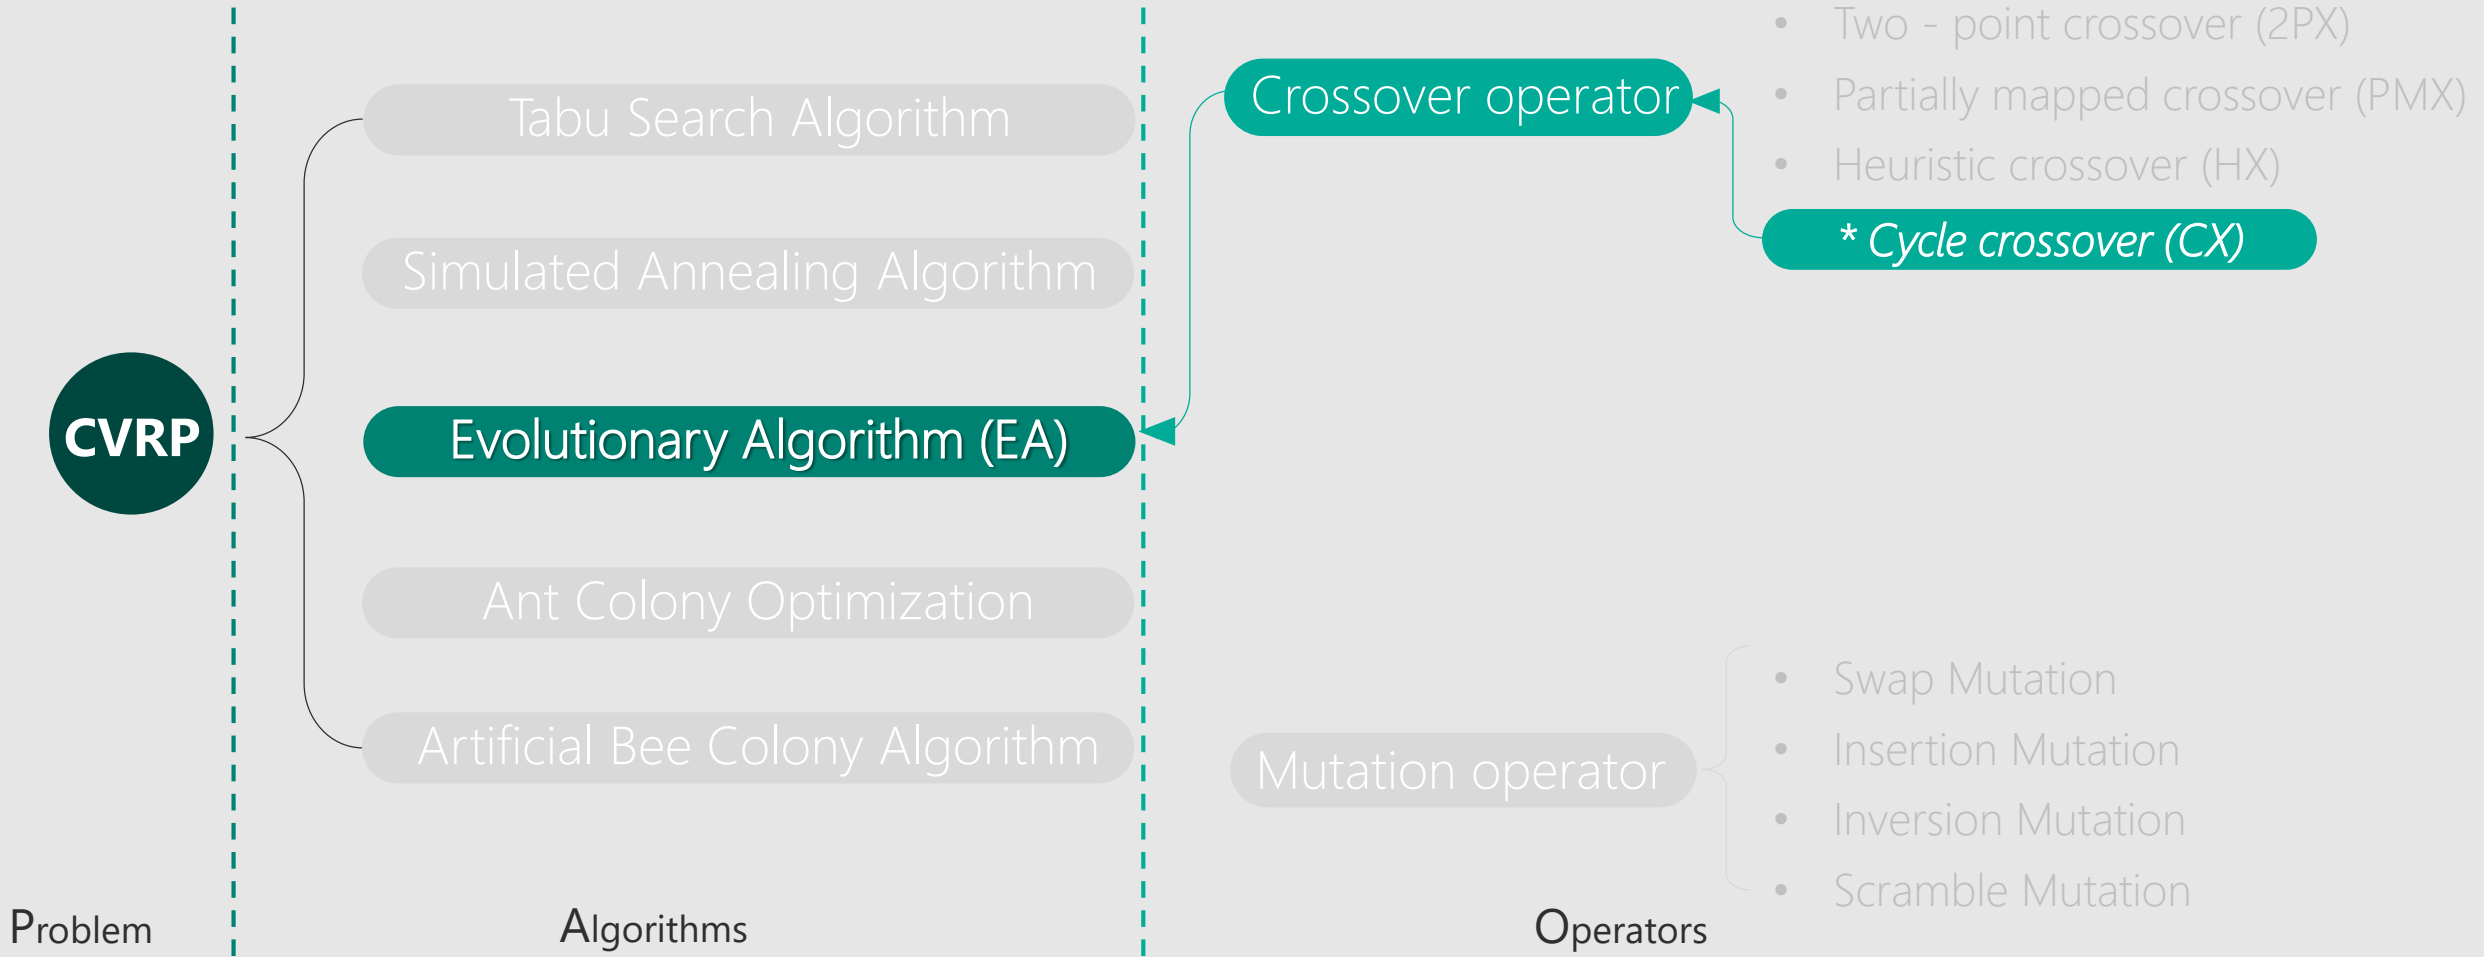 CVRP
Tabu Search Algorithm
Simulated Annealing Algorithm
Evolutionary Algorithm (EA)
Ant Colony Optimization
Artificial Bee Colony Algorithm
Crossover operator
• Two - point crossover (2PX)
• Partially mapped crossover (PMX)
• Heuristic crossover (HX)
* Cycle crossover (CX)
Mutation operator
• Swap Mutation
• Insertion Mutation
• Inversion Mutation
• Scramble Mutation
Problem
Algorithms
Operators